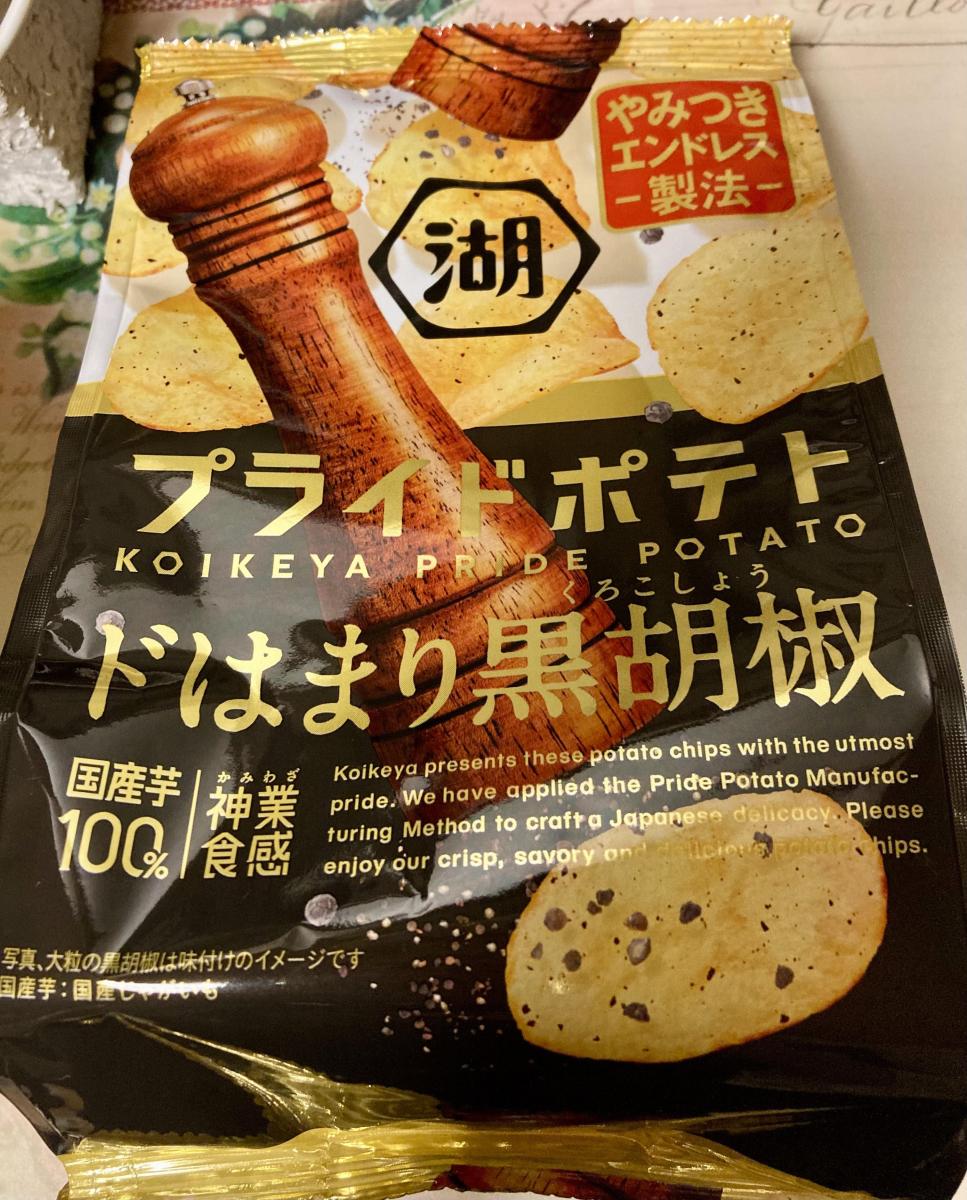 やみつき
エンドレス
-製法-
湖
プライドポテト
KOIKEYA PRIDE POTATO
くろこしょう
ドはまり黒胡椒
国産芋
100%
かみわざ
神業
食感
Koikeya presents these potato chips with the utmost
pride. We have applied the Pride Potato Manufac-
turing Method to craft a Japanese delicacy. Please
enjoy our crisp, savory and delicious potato chips.
写真、大粒の黒胡椒は味付けのイメージです
国産芋：国産じゃがいも